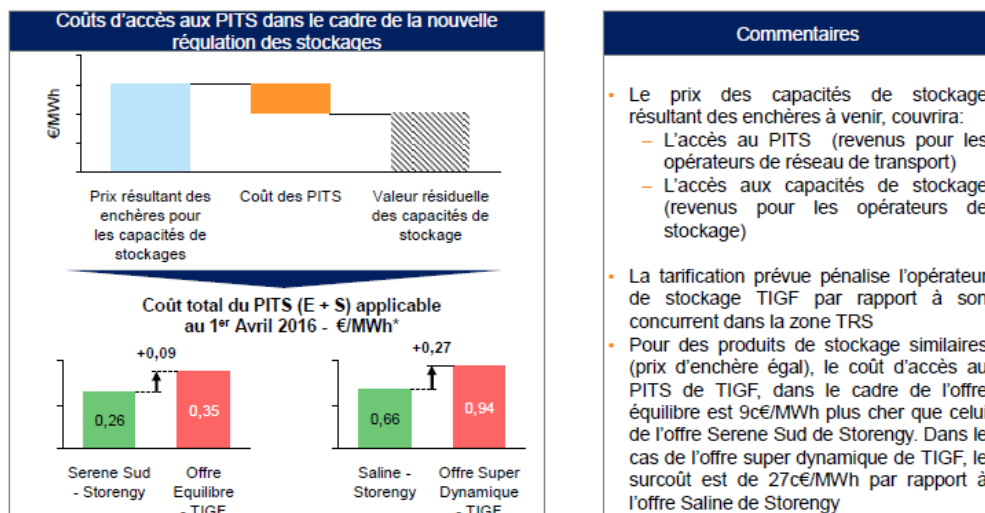 Coûts d'accès aux PITS dans le cadre de la nouvelle
régulation des stockages
€/MWh
Prix résultant des
enchères pour
les capacités de
stockages
Coût des PITS
Valeur résiduelle
des capacités de
stockage
Coût total du PITS (E + S) applicable
au 1er Avril 2016 - €/MWh*
+0,09
0,26
0,35
Serene Sud
- Storengy
Offre
Equilibre
- TIGF
+0,27
0,66
0,94
Saline -
Storengy
Offre Super
Dynamique
- TIGF
Commentaires
• Le prix des capacités de stockage
résultant des enchères à venir, couvrira:
– L'accès au PITS (revenus pour les
opérateurs de réseau de transport)
– L'accès aux capacités de stockage
(revenus pour les opérateurs de
stockage)
• La tarification prévue pénalise l'opérateur
de stockage TIGF par rapport à son
concurrent dans la zone TRS
• Pour des produits de stockage similaires
(prix d'enchère égal), le coût d'accès au
PITS de TIGF, dans le cadre de l'offre
équilibre est 9c€/MWh plus cher que celui
de l'offre Serene Sud de Storengy. Dans le
cas de l'offre super dynamique de TIGF, le
surcoût est de 27c€/MWh par rapport à
l'offre Saline de Storengy